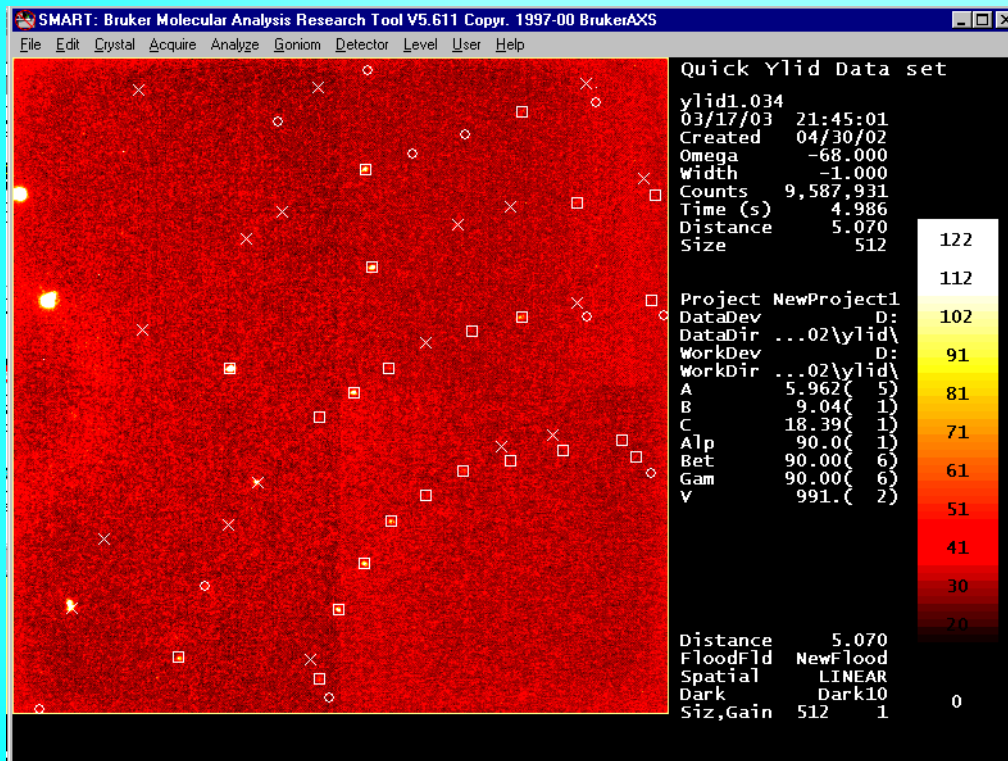 SMART: Bruker Molecular Analysis Research Tool V5.611 Copyr. 1997-00 BrukerAXS
File Edit Crystal Acquire Analyze Goniom Detector Level User Help
Quick Ylid Data set
ylid1.034
03/17/03 21:45:01
Created 04/30/02
Omega -68.000
Width -1.000
Counts 9,587,931
Time (s) 4.986
Distance 5.070
Size 512
Project NewProject1
DataDev D:
DataDir ...02\ylid\
WorkDev D:
WorkDir ...02\ylid\
A 5.962( 5)
B 9.04( 1)
C 18.39( 1)
Alp 90.0( 1)
Bet 90.00( 6)
Gam 90.00( 6)
V 991.( 2)
Distance 5.070
FloodFld NewFlood
Spatial LINEAR
Dark Dark10
Siz,Gain 512 1
122
112
102
91
81
71
61
51
41
30
20
0